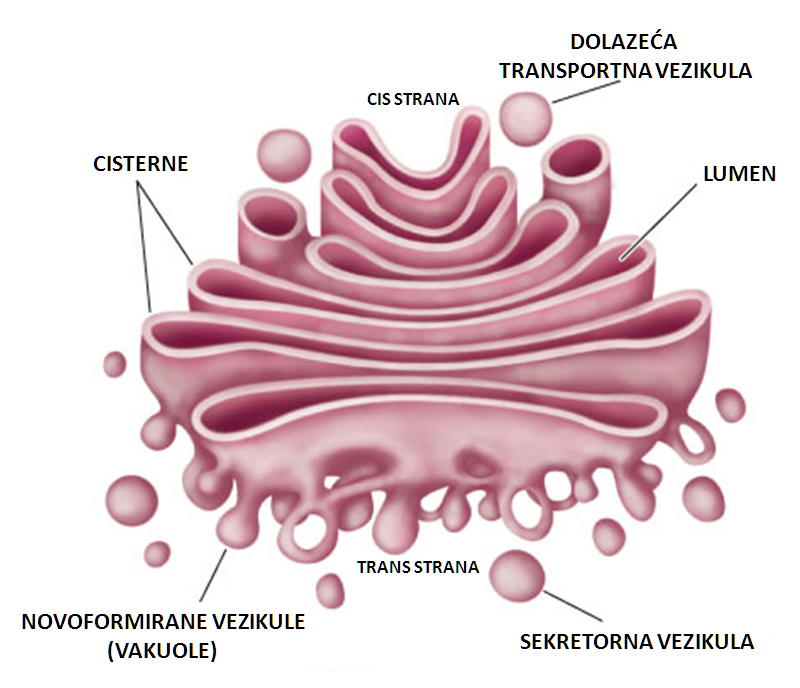 DOLAZEĆA
TRANSPORTNA VEZIKULA
CIS STRANA
CISTERNE
LUMEN
TRANS STRANA
NOVOFORMIRANE VEZIKULE
(VAKUOLE)
SEKRETORNA VEZIKULA